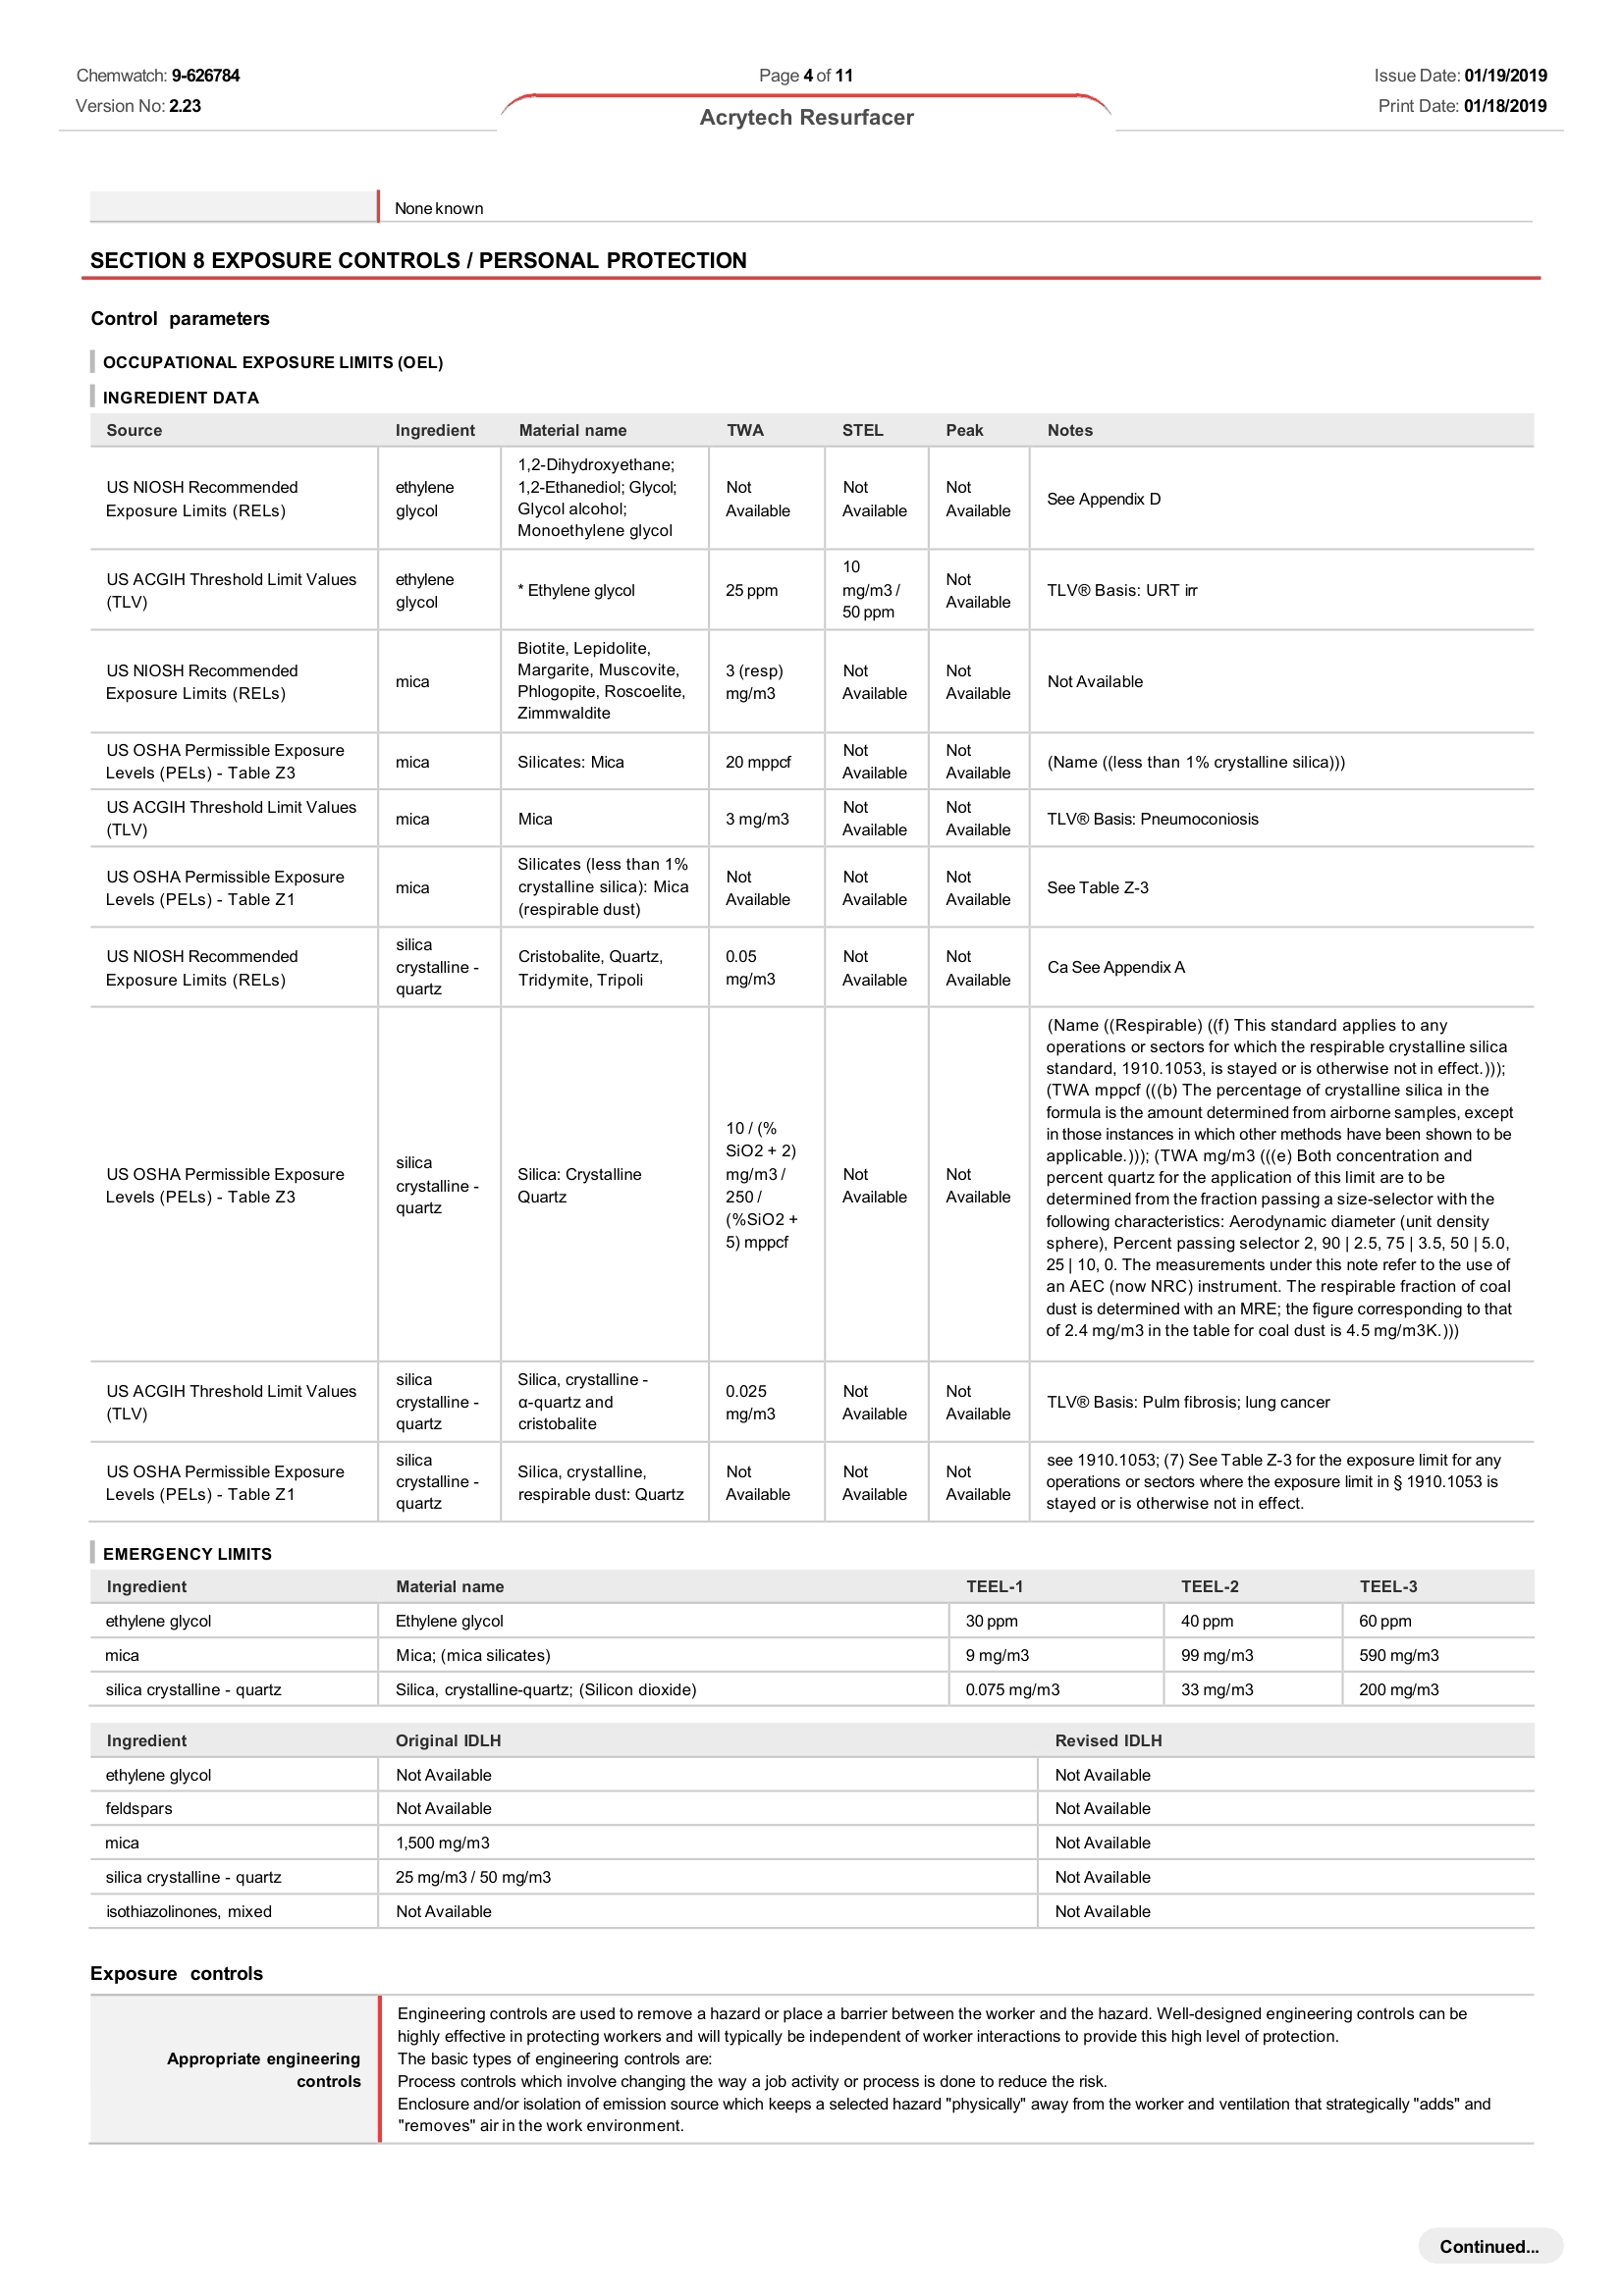 Chemwatch: 9-626784
Page 4 of 11
Issue Date: 01/19/2019
Version No: 2.23
Acrytech Resurfacer
Print Date: 01/18/2019
None known
SECTION 8 EXPOSURE CONTROLS / PERSONAL PROTECTION
Control parameters
OCCUPATIONAL EXPOSURE LIMITS (OEL)
INGREDIENT DATA
Source Ingredient Material name TWA STEL Peak Notes
US NIOSH Recommended
Exposure Limits (RELs)
ethylene
glycol
1,2-Dihydroxyethane;
1,2-Ethanediol; Glycol;
Glycol alcohol;
Monoethylene glycol
Not
Available
Not
Available
Not
Available
See Appendix D
US ACGIH Threshold Limit Values
(TLV)
ethylene
glycol
* Ethylene glycol
25 ppm
10
mg/m3 /
50 ppm
Not
Available
TLV® Basis: URT irr
US NIOSH Recommended
Exposure Limits (RELs)
mica
Biotite, Lepidolite,
Margarite, Muscovite,
Phlogopite, Roscoelite,
Zimmwaldite
3 (resp)
mg/m3
Not
Available
Not
Available
Not Available
US OSHA Permissible Exposure
Levels (PELs) - Table Z3
mica
Silicates: Mica
20 mppcf
Not
Available
Not
Available
(Name ((less than 1% crystalline silica)))
US ACGIH Threshold Limit Values
(TLV)
mica
Mica
3 mg/m3
Not
Available
Not
Available
TLV® Basis: Pneumoconiosis
US OSHA Permissible Exposure
Levels (PELs) - Table Z1
mica
Silicates (less than 1%
crystalline silica): Mica
(respirable dust)
Not
Available
Not
Available
Not
Available
See Table Z-3
US NIOSH Recommended
Exposure Limits (RELs)
silica
crystalline -
quartz
Cristobalite, Quartz,
Tridymite, Tripoli
0.05
mg/m3
Not
Available
Not
Available
Ca See Appendix A
US OSHA Permissible Exposure
Levels (PELs) - Table Z3
silica
crystalline -
quartz
Silica: Crystalline
Quartz
10 / (%
SiO2 + 2)
mg/m3 /
250 /
(%SiO2 +
5) mppcf
Not
Available
Not
Available
(Name ((Respirable) ((f) This standard applies to any
operations or sectors for which the respirable crystalline silica
standard, 1910.1053, is stayed or is otherwise not in effect.)));
(TWA mppcf (((b) The percentage of crystalline silica in the
formula is the amount determined from airborne samples, except
in those instances in which other methods have been shown to be
applicable.))); (TWA mg/m3 (((e) Both concentration and
percent quartz for the application of this limit are to be
determined from the fraction passing a size-selector with the
following characteristics: Aerodynamic diameter (unit density
sphere), Percent passing selector 2, 90 | 2.5, 75 | 3.5, 50 | 5.0,
25 | 10, 0. The measurements under this note refer to the use of
an AEC (now NRC) instrument. The respirable fraction of coal
dust is determined with an MRE; the figure corresponding to that
of 2.4 mg/m3 in the table for coal dust is 4.5 mg/m3K.)))
US ACGIH Threshold Limit Values
(TLV)
silica
crystalline -
quartz
Silica, crystalline -
α-quartz and
cristobalite
0.025
mg/m3
Not
Available
Not
Available
TLV® Basis: Pulm fibrosis; lung cancer
US OSHA Permissible Exposure
Levels (PELs) - Table Z1
silica
crystalline -
quartz
Silica, crystalline,
respirable dust: Quartz
Not
Available
Not
Available
Not
Available
see 1910.1053; (7) See Table Z-3 for the exposure limit for any
operations or sectors where the exposure limit in § 1910.1053 is
stayed or is otherwise not in effect.
EMERGENCY LIMITS
Ingredient Material name TEEL-1 TEEL-2 TEEL-3
ethylene glycol Ethylene glycol 30 ppm 40 ppm 60 ppm
mica Mica; (mica silicates) 9 mg/m3 99 mg/m3 590 mg/m3
silica crystalline - quartz Silica, crystalline-quartz; (Silicon dioxide) 0.075 mg/m3 33 mg/m3 200 mg/m3
Ingredient Original IDLH Revised IDLH
ethylene glycol Not Available Not Available
feldspars Not Available Not Available
mica 1,500 mg/m3 Not Available
silica crystalline - quartz 25 mg/m3 / 50 mg/m3 Not Available
isothiazolinones, mixed Not Available Not Available
Exposure controls
Appropriate engineering
controls
Engineering controls are used to remove a hazard or place a barrier between the worker and the hazard. Well-designed engineering controls can be
highly effective in protecting workers and will typically be independent of worker interactions to provide this high level of protection.
The basic types of engineering controls are:
Process controls which involve changing the way a job activity or process is done to reduce the risk.
Enclosure and/or isolation of emission source which keeps a selected hazard "physically" away from the worker and ventilation that strategically "adds" and
"removes" air in the work environment.
Continued...